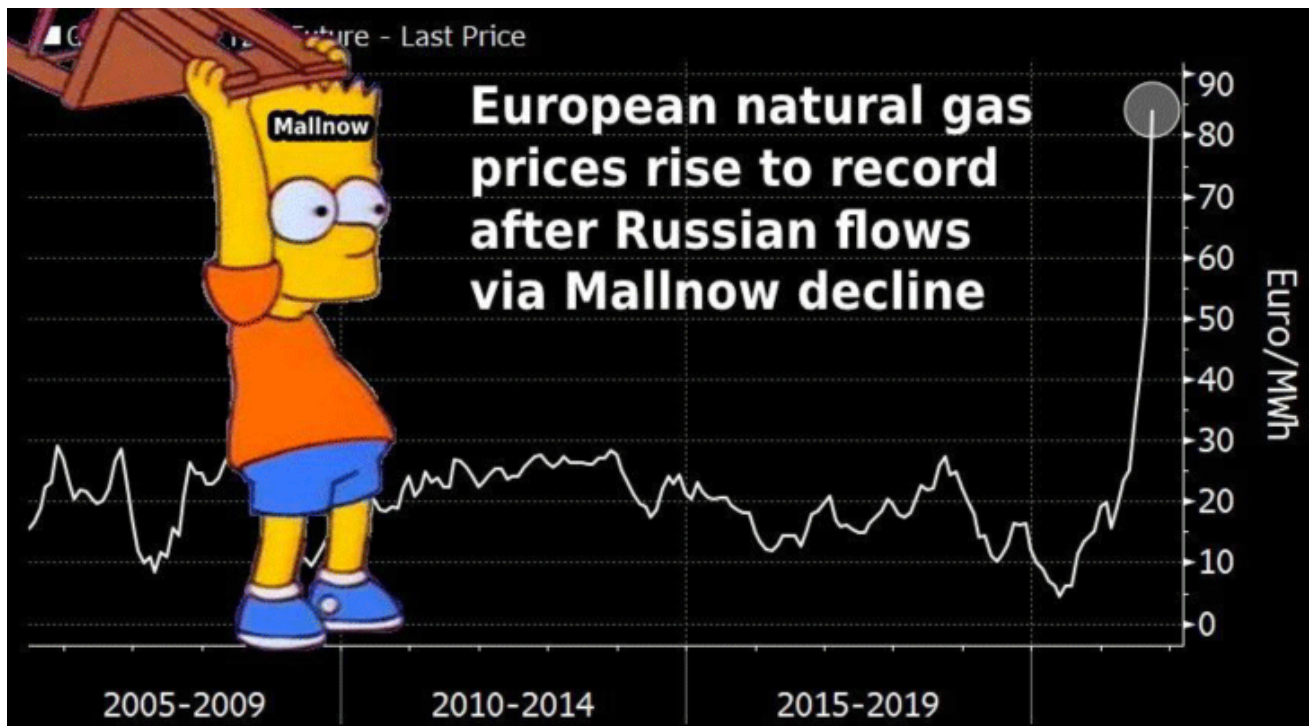 Future - Last Price
Mallnow
European natural gas
prices rise to record
after Russian flows
via Mallnow decline
90
80
70
60
50
40
30
20
10
0
Euro/MWh
2005-2009
2010-2014
2015-2019